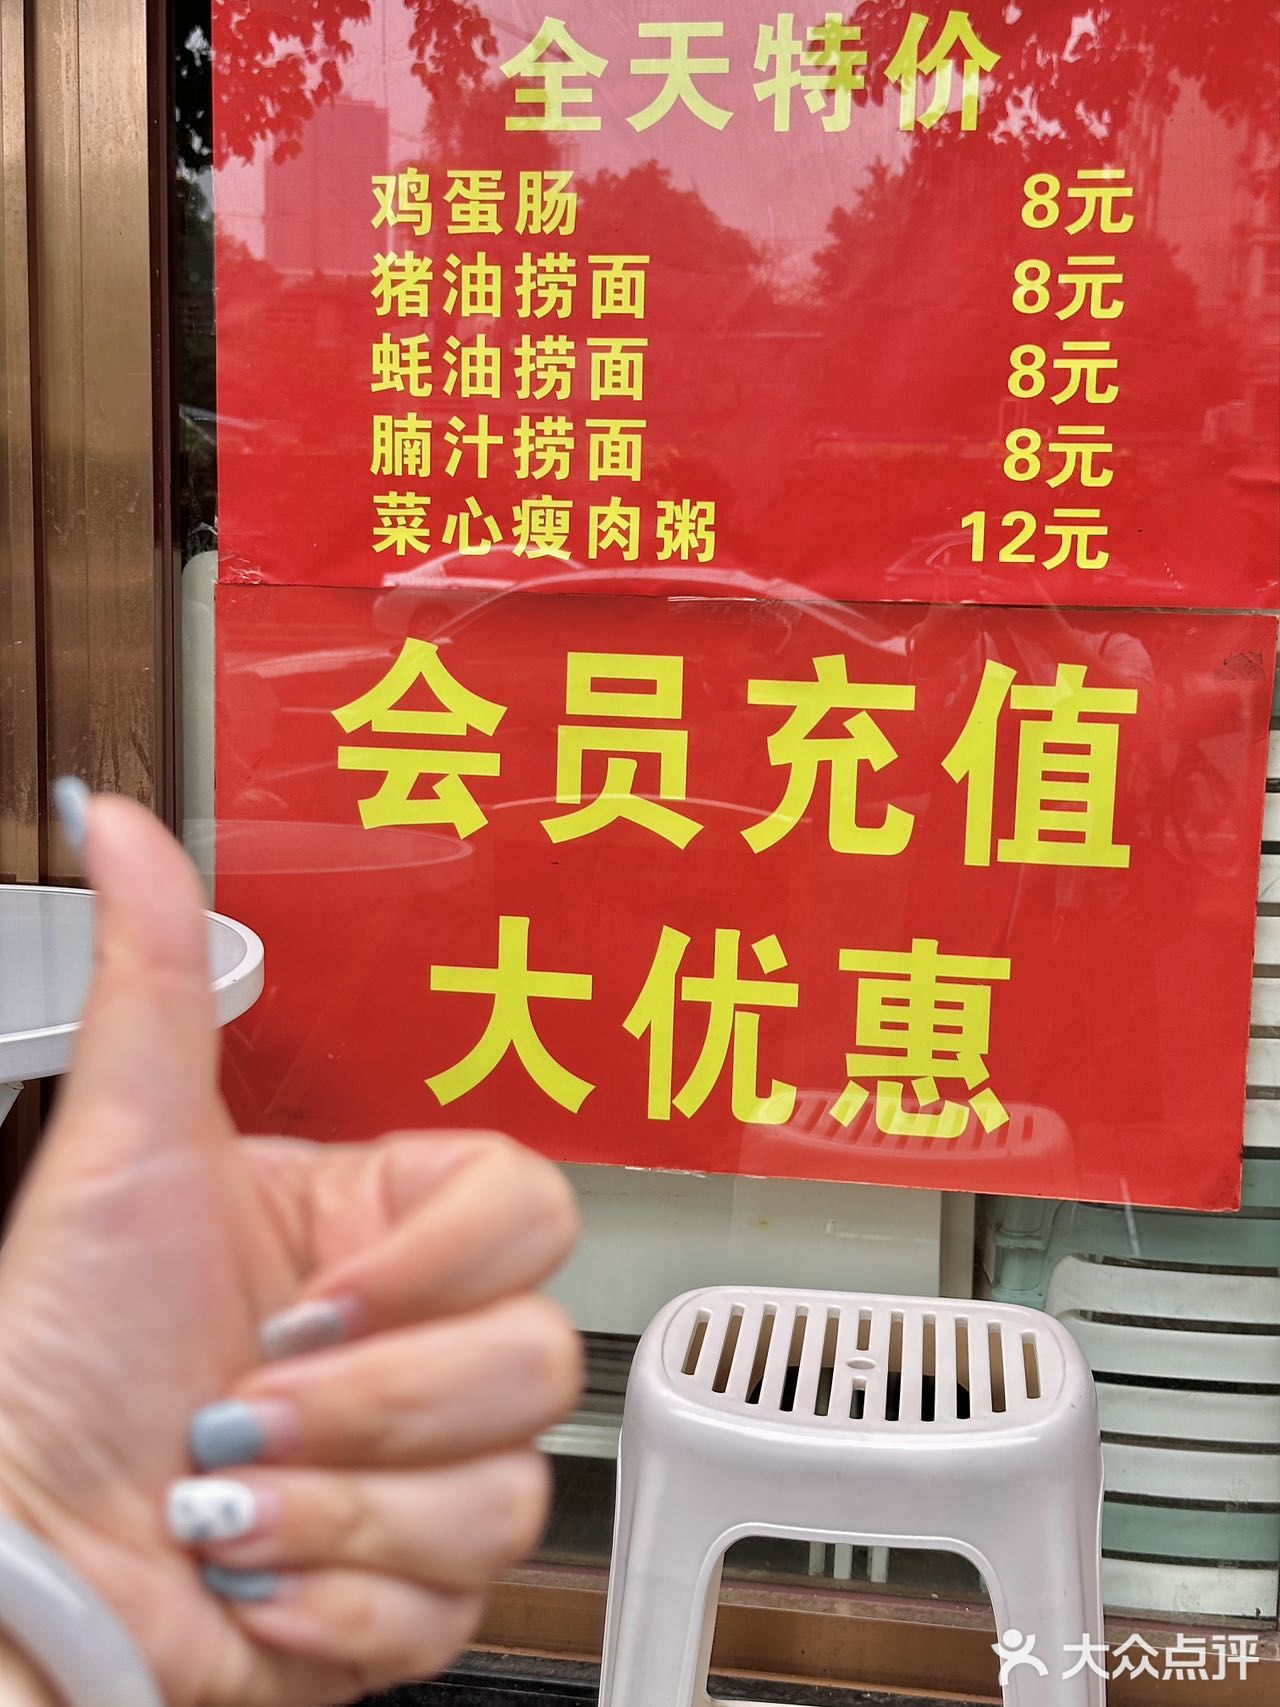 全天特价
鸡蛋肠 8元
猪油捞面 8元
蚝油捞面 8元
腩汁捞面 8元
菜心瘦肉粥 12元
会员充值
大优惠
大众点评